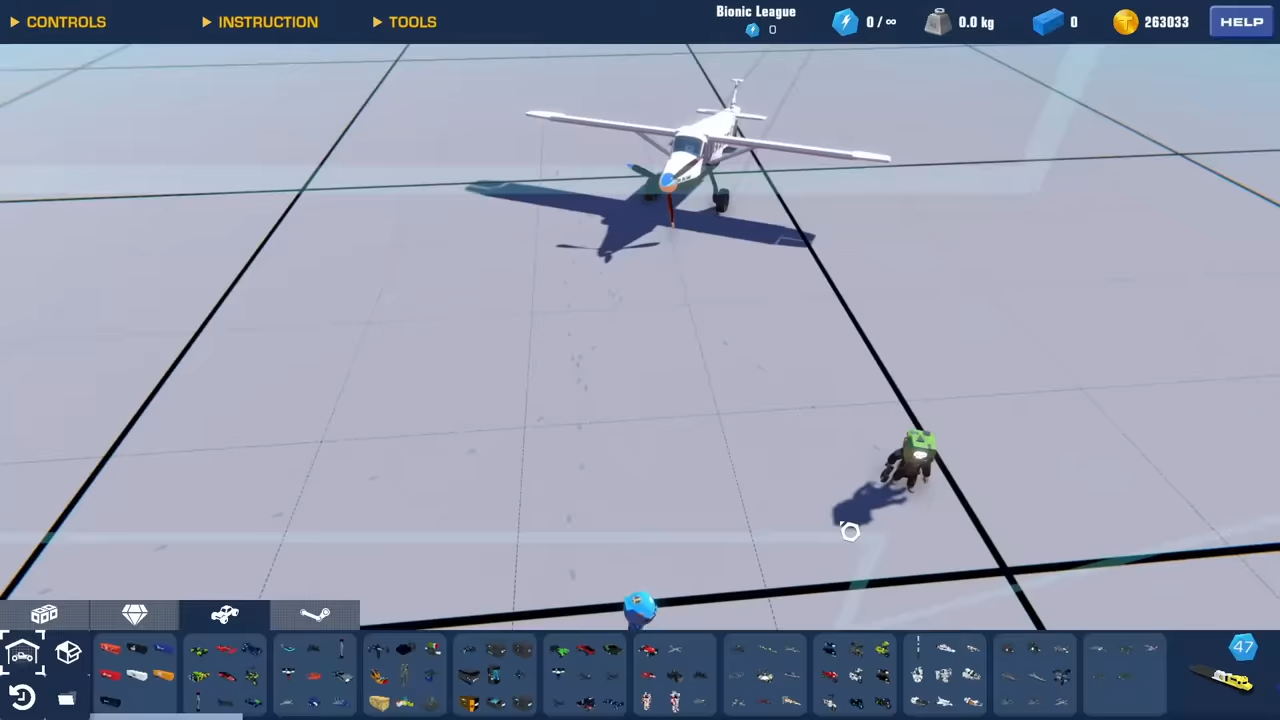 CONTROLS
INSTRUCTION
TOOLS
Bionic League
0
0 / ∞
0.0 kg
0
263033
HELP
47